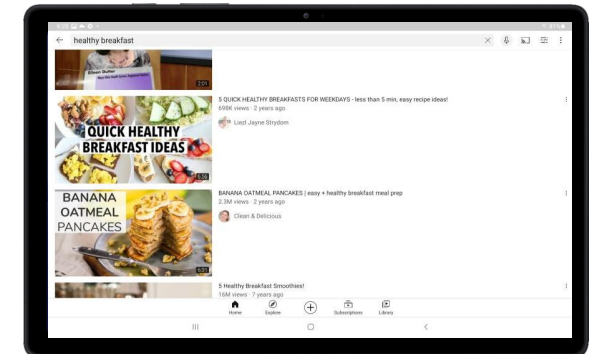 healthy breakfast
Eileen Butler
2:01
QUICK HEALTHY
BREAKFAST IDEAS
5 QUICK HEALTHY BREAKFASTS FOR WEEKDAYS - less than 5 min, easy recipe ideas!
698K views · 2 years ago
Liezl Jayne Strydom
BANANA
OATMEAL
PANCAKES
BANANA OATMEAL PANCAKES | easy + healthy breakfast meal prep
2.3M views · 2 years ago
Clean & Delicious
5 Healthy Breakfast Smoothies!
16M views · 7 years ago
Home
Explore
Subscriptions
Library